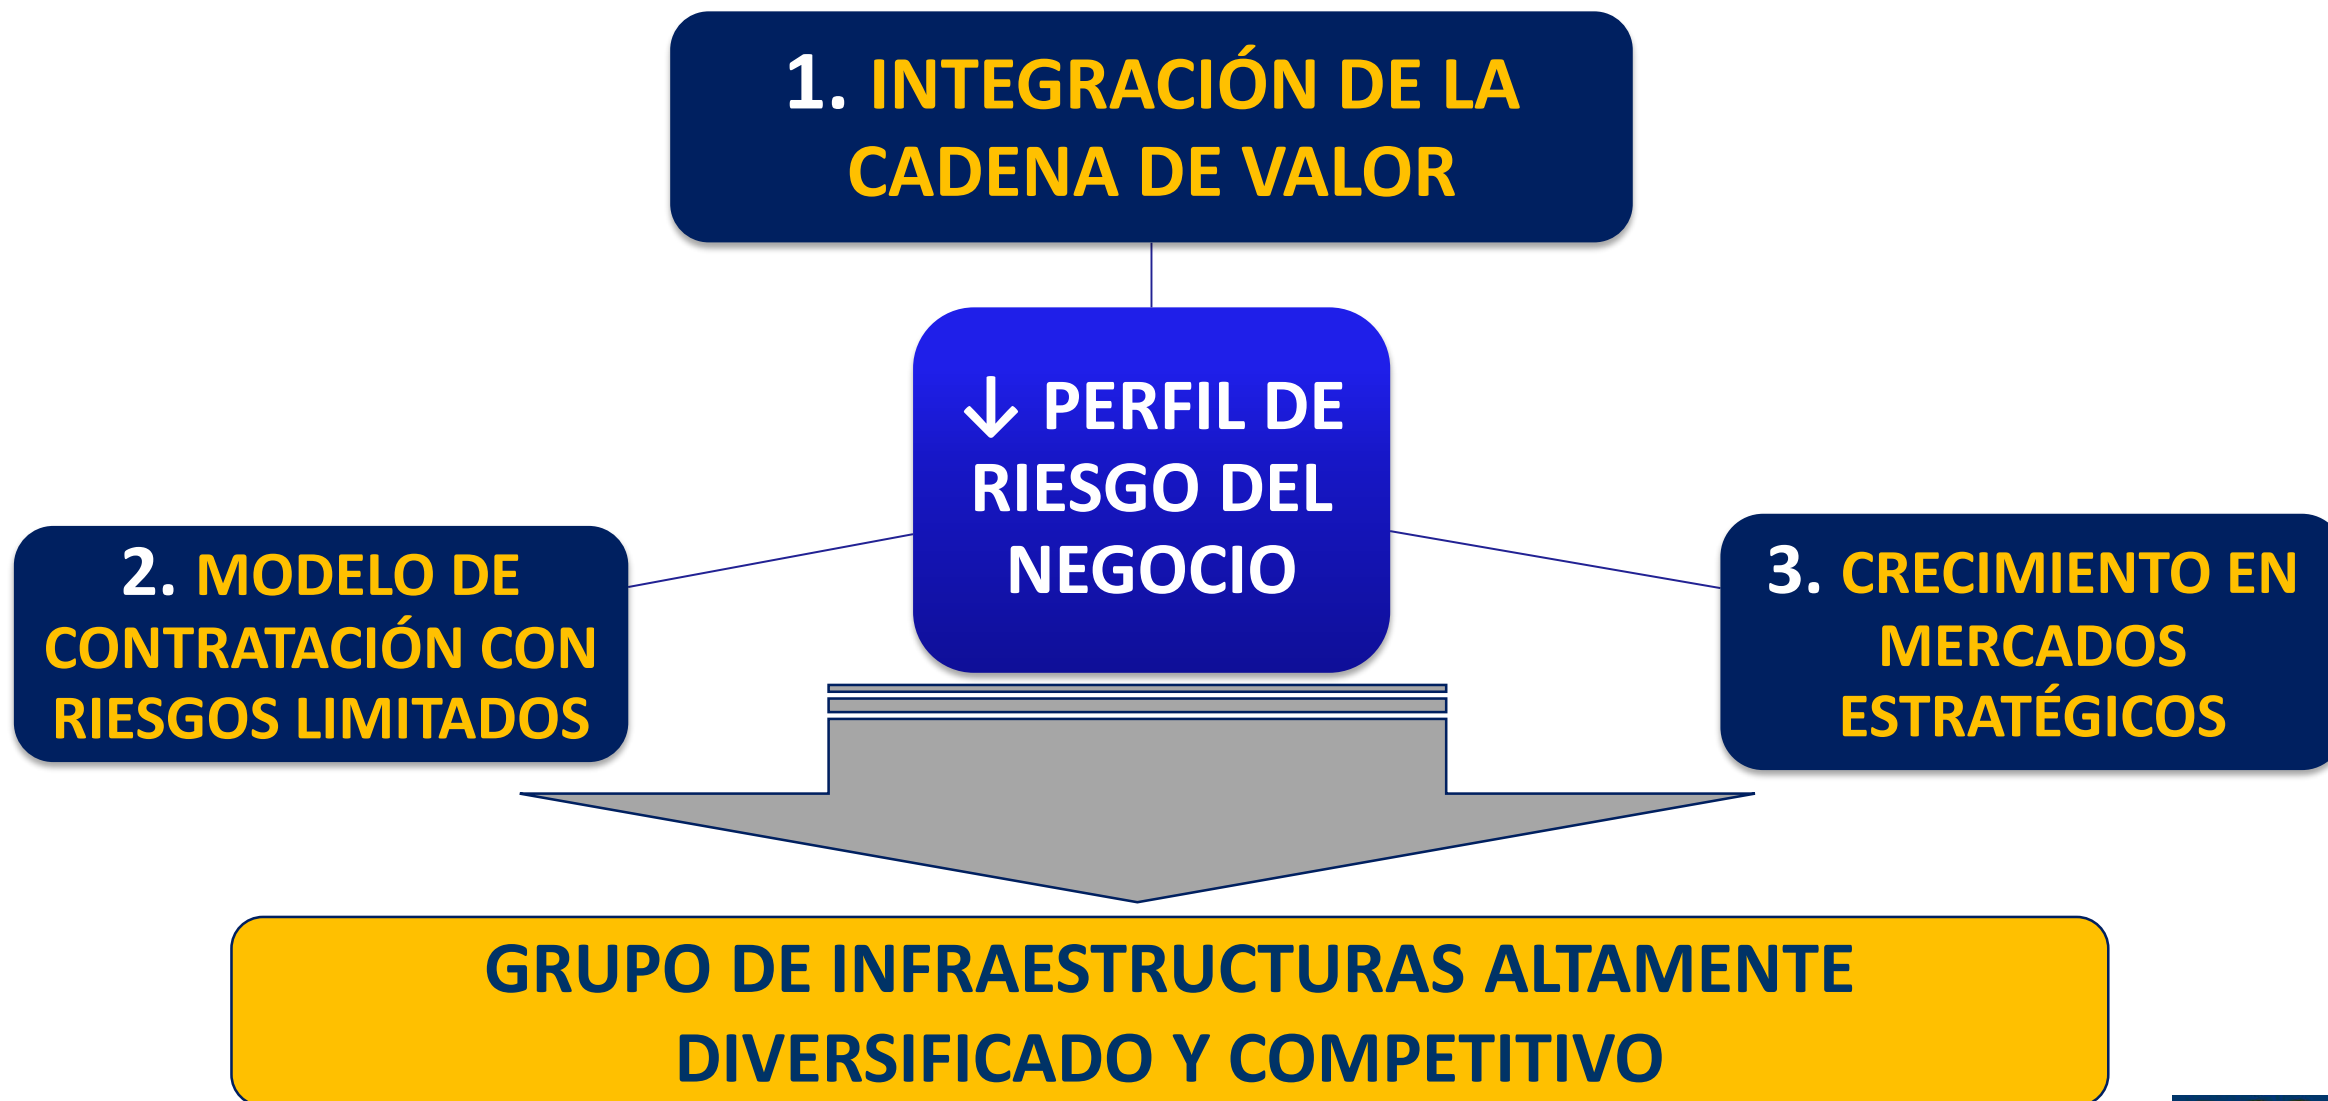 1. INTEGRACIÓN DE LA
CADENA DE VALOR
↓ PERFIL DE
RIESGO DEL
NEGOCIO
2. MODELO DE
CONTRATACIÓN CON
RIESGOS LIMITADOS
3. CRECIMIENTO EN
MERCADOS
ESTRATÉGICOS
GRUPO DE INFRAESTRUCTURAS ALTAMENTE
DIVERSIFICADO Y COMPETITIVO